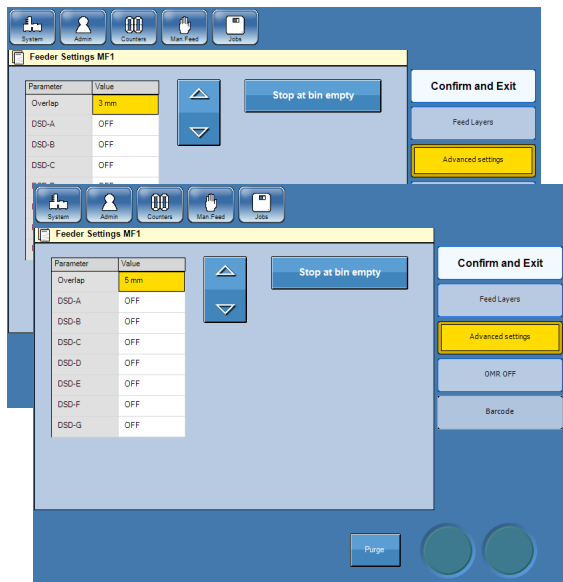 System Admin Counters Man.Feed Jobs
Feeder Settings MF1
Parameter Value
Overlap 3 mm
DSD-A OFF
DSD-B OFF
DSD-C OFF
Stop at bin empty
Confirm and Exit
Feed Layers
Advanced settings
System Admin Counters Man.Feed Jobs
Feeder Settings MF1
Parameter Value
Overlap 5 mm
DSD-A OFF
DSD-B OFF
DSD-C OFF
DSD-D OFF
DSD-E OFF
DSD-F OFF
DSD-G OFF
Stop at bin empty
Confirm and Exit
Feed Layers
Advanced settings
OMR OFF
Barcode
Purge